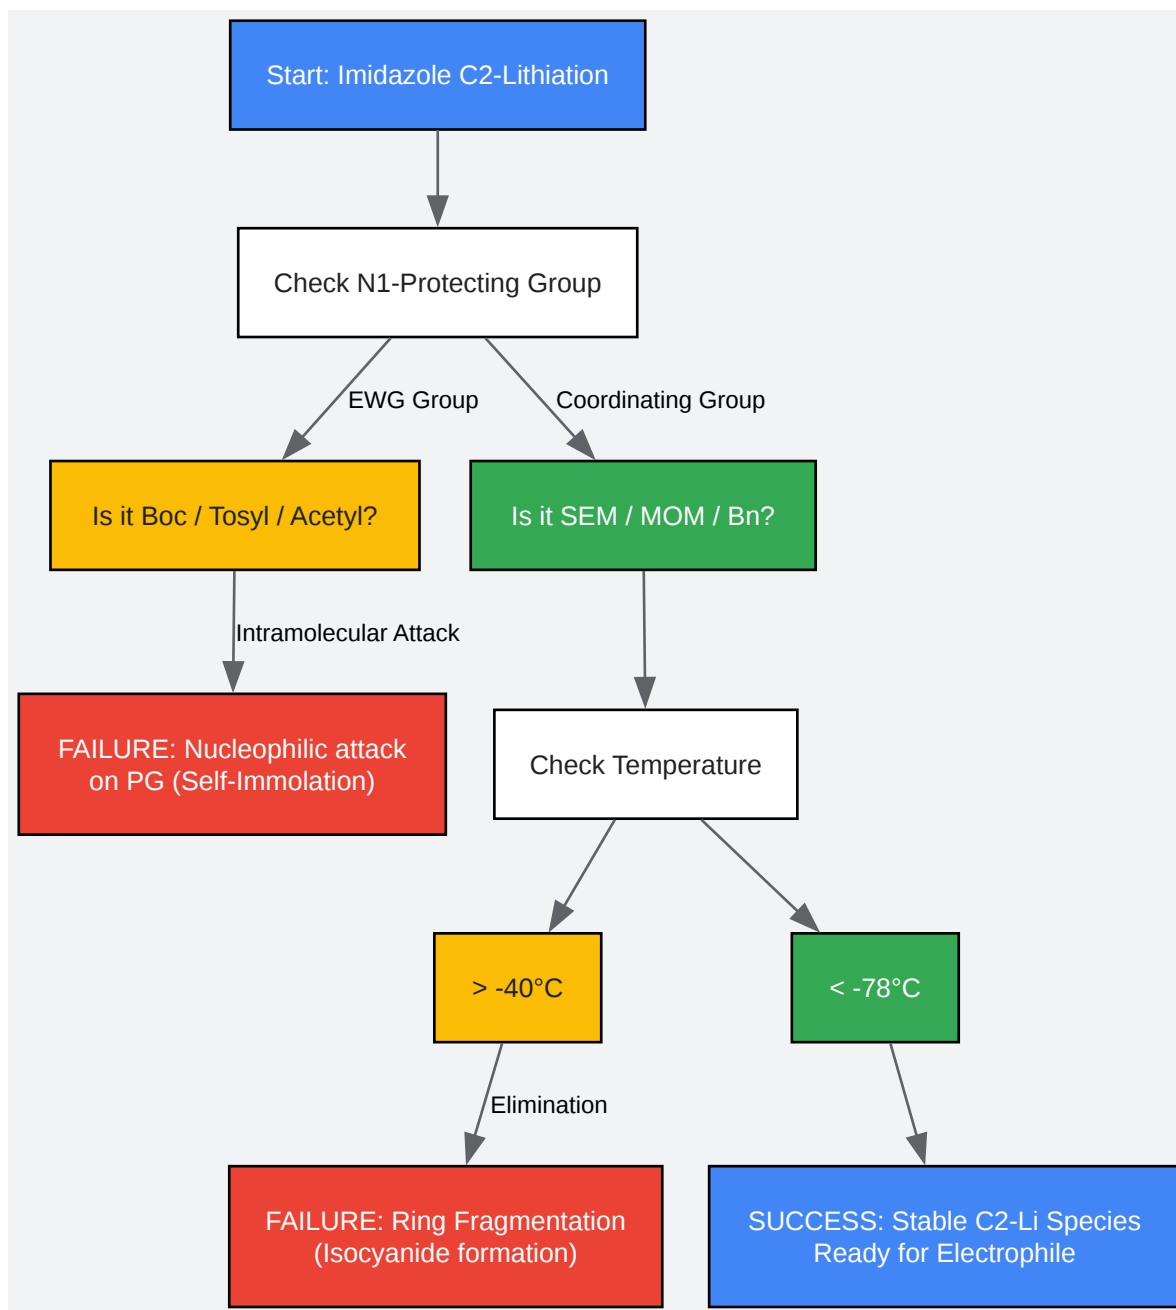 Start: Imidazole C2-Lithiation
Check N1-Protecting Group
EWG Group
Coordinating Group
Is it Boc / Tosyl / Acetyl?
Is it SEM / MOM / Bn?
Intramolecular Attack
FAILURE: Nucleophilic attack
on PG (Self-Immolation)
Check Temperature
> -40°C
< -78°C
Elimination
FAILURE: Ring Fragmentation
(Isocyanide formation)
SUCCESS: Stable C2-Li Species
Ready for Electrophile